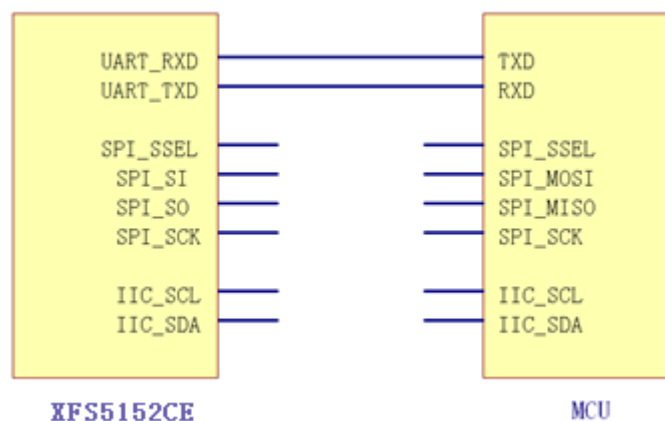 UART_RXD TXD
UART_TXD RXD
SPI_SSEL SPI_SSEL
SPI_SI SPI_MOSI
SPI_SO SPI_MISO
SPI_SCK SPI_SCK
IIC_SCL IIC_SCL
IIC_SDA IIC_SDA
XFS5152CE MCU